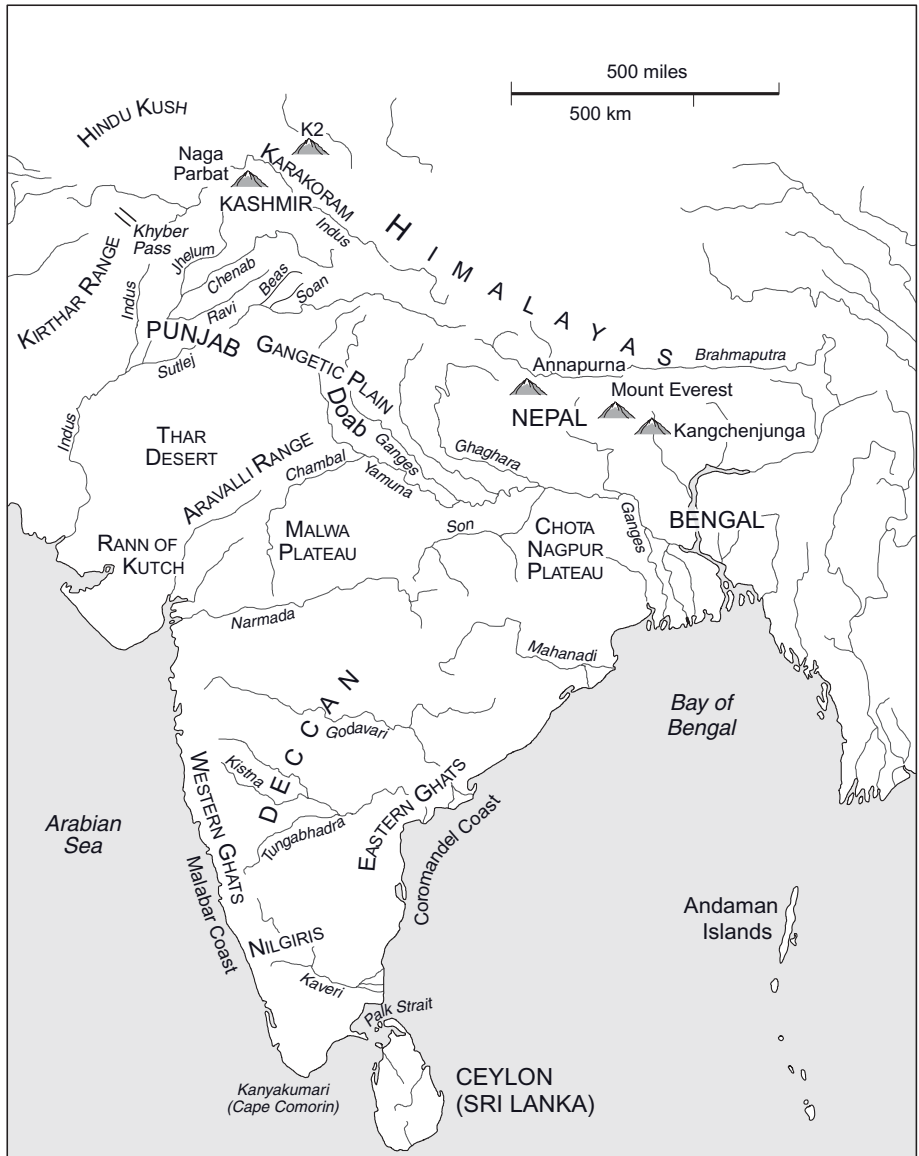 500 miles
500 km
HINDU KUSH
K2
Naga
Parbat
KARAKORAM
KASHMIR
Indus
HIMALAYAS
Khyber
Pass
KIRTHAR RANGE
Jhelum
Chenab
Ravi
Beas
Soan
Indus
PUNJAB
Sutlej
GANGETIC PLAIN
Annapurna
Brahmaputra
Mount Everest
NEPAL
Kangchenjunga
Doab
Ganges
Yamuna
Ghaghara
Indus
THAR
DESERT
ARAVALLI RANGE
Chambal
RANN OF
KUTCH
MALWA
PLATEAU
Son
CHOTA
NAGPUR
PLATEAU
Ganges
BENGAL
Narmada
Mahanadi
DECCAN
Godavari
Bay of
Bengal
Kistna
WESTERN GHATS
EASTERN GHATS
Tungabhadra
Arabian
Sea
Malabar Coast
Coromandel Coast
NILGIRIS
Kaveri
Andaman
Islands
Palk Strait
Kanyakumari
(Cape Comorin)
CEYLON
(SRI LANKA)